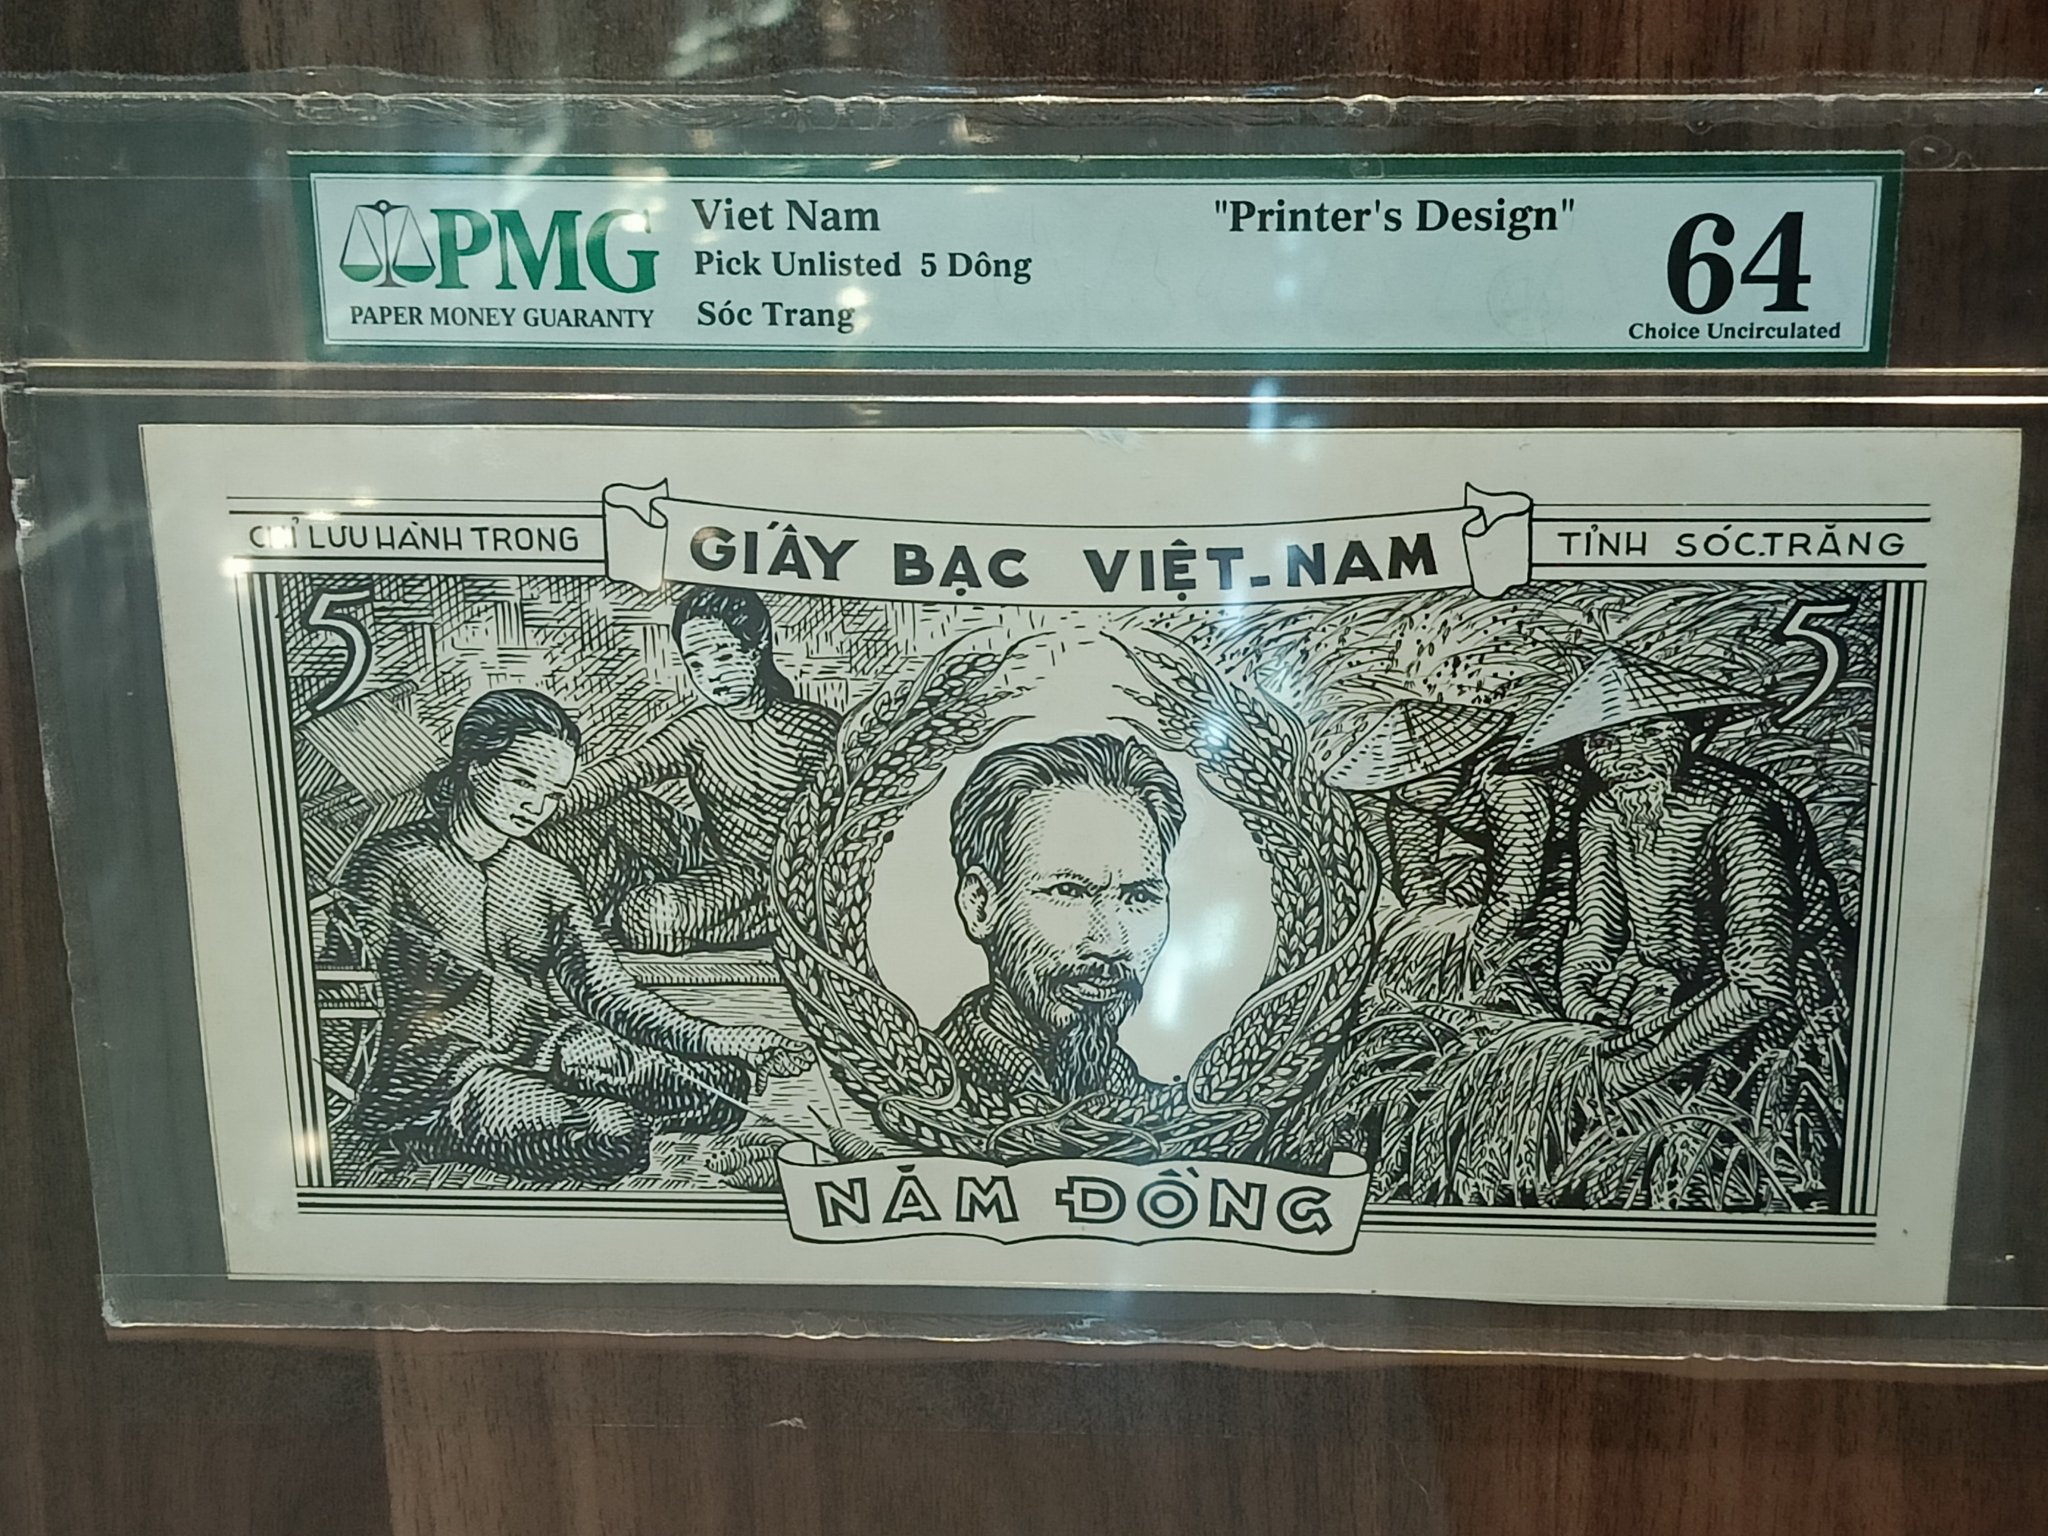 PMG
PAPER MONEY GUARANTY
Viet Nam
Pick Unlisted 5 Dông
Sóc Trang
"Printer's Design"
64
Choice Uncirculated
CHỈ LƯU HÀNH TRONG
GIẤY BẠC VIỆT-NAM
TỈNH SÓC.TRĂNG
5
5
NĂM ĐỒNG